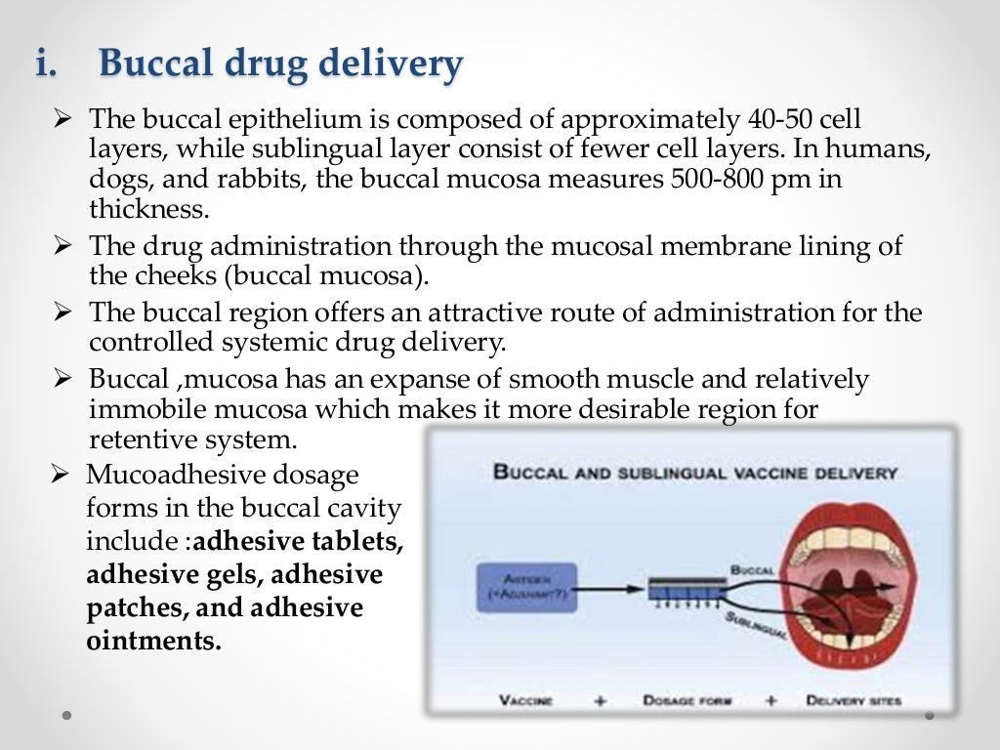 i. Buccal drug delivery
➢ The buccal epithelium is composed of approximately 40-50 cell
layers, while sublingual layer consist of fewer cell layers. In humans,
dogs, and rabbits, the buccal mucosa measures 500-800 pm in
thickness.
➢ The drug administration through the mucosal membrane lining of
the cheeks (buccal mucosa).
➢ The buccal region offers an attractive route of administration for the
controlled systemic drug delivery.
➢ Buccal ,mucosa has an expanse of smooth muscle and relatively
immobile mucosa which makes it more desirable region for
retentive system.
➢ Mucoadhesive dosage
forms in the buccal cavity
include :adhesive tablets,
adhesive gels, adhesive
patches, and adhesive
ointments.
BUCCAL AND SUBLINGUAL VACCINE DELIVERY
ANTIGEN
(+ADJUVANT?)
BUCCAL
SUBLINGUAL
VACCINE + DOSAGE FORM + DELIVERY SITES